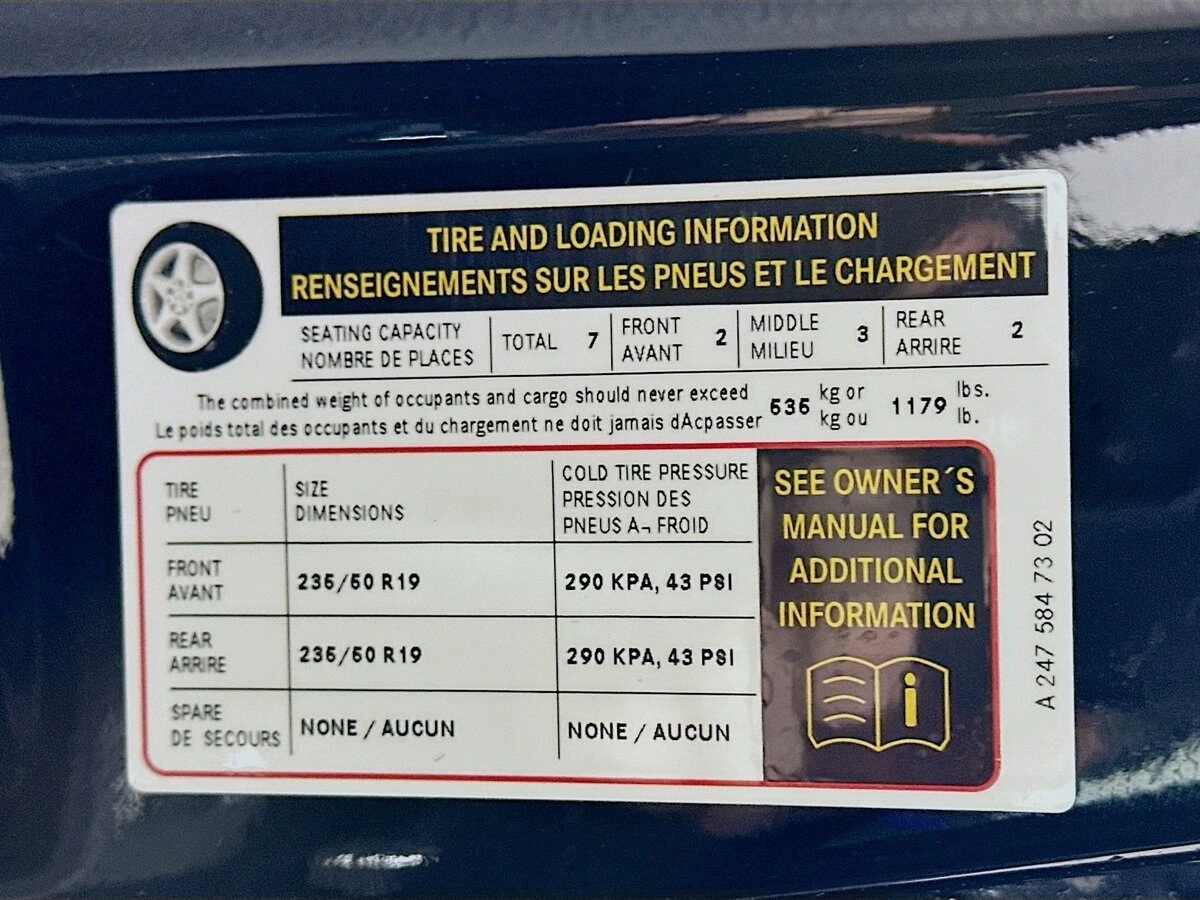 TIRE AND LOADING INFORMATION
RENSEIGNEMENTS SUR LES PNEUS ET LE CHARGEMENT
SEATING CAPACITY
NOMBRE DE PLACES
TOTAL 7
FRONT
AVANT 2
MIDDLE
MILIEU 3
REAR
ARRIRE 2
The combined weight of occupants and cargo should never exceed
Le poids total des occupants et du chargement ne doit jamais dAcpasser
535 kg or
kg ou
1179 lbs.
lb.
TIRE
PNEU
SIZE
DIMENSIONS
COLD TIRE PRESSURE
PRESSION DES
PNEUS A¬ FROID
FRONT
AVANT
235/50 R19
290 KPA, 43 PSI
REAR
ARRIRE
235/50 R19
290 KPA, 43 PSI
SPARE
DE SECOURS
NONE / AUCUN
NONE / AUCUN
SEE OWNER´S
MANUAL FOR
ADDITIONAL
INFORMATION
i
A 247 584 73 02